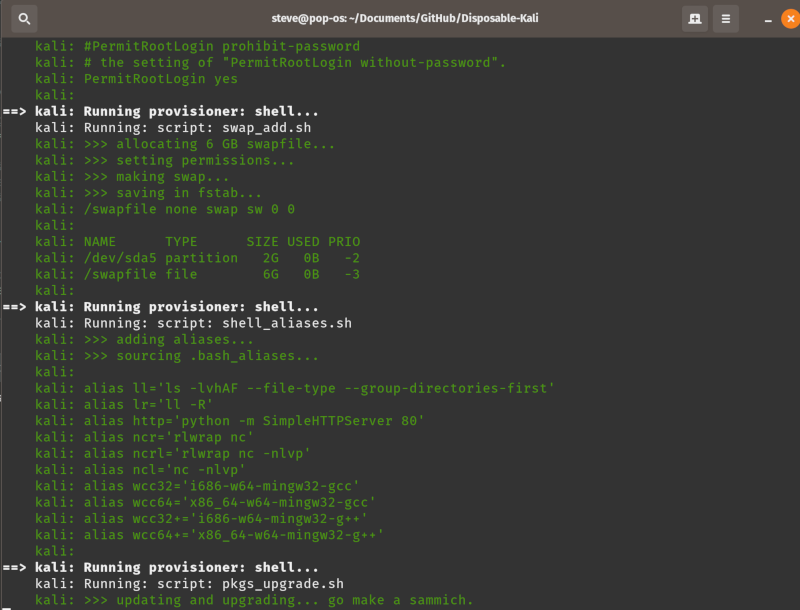 steve@pop-os: ~/Documents/GitHub/Disposable-Kali
kali: #PermitRootLogin prohibit-password
kali: # the setting of "PermitRootLogin without-password".
kali: PermitRootLogin yes
kali:
==> kali: Running provisioner: shell...
kali: Running: script: swap_add.sh
kali: >>> allocating 6 GB swapfile...
kali: >>> setting permissions...
kali: >>> making swap...
kali: >>> saving in fstab...
kali: /swapfile none swap sw 0 0
kali:
kali: NAME      TYPE      SIZE USED PRIO
kali: /dev/sda5 partition   2G   0B   -2
kali: /swapfile file        6G   0B   -3
kali:
==> kali: Running provisioner: shell...
kali: Running: script: shell_aliases.sh
kali: >>> adding aliases...
kali: >>> sourcing .bash_aliases...
kali:
kali: alias ll='ls -lvhAF --file-type --group-directories-first'
kali: alias lr='ll -R'
kali: alias http='python -m SimpleHTTPServer 80'
kali: alias ncr='rlwrap nc'
kali: alias ncrl='rlwrap nc -nlvp'
kali: alias ncl='nc -nlvp'
kali: alias wcc32='i686-w64-mingw32-gcc'
kali: alias wcc64='x86_64-w64-mingw32-gcc'
kali: alias wcc32+='i686-w64-mingw32-g++'
kali: alias wcc64+='x86_64-w64-mingw32-g++'
kali:
==> kali: Running provisioner: shell...
kali: Running: script: pkgs_upgrade.sh
kali: >>> updating and upgrading... go make a sammich.